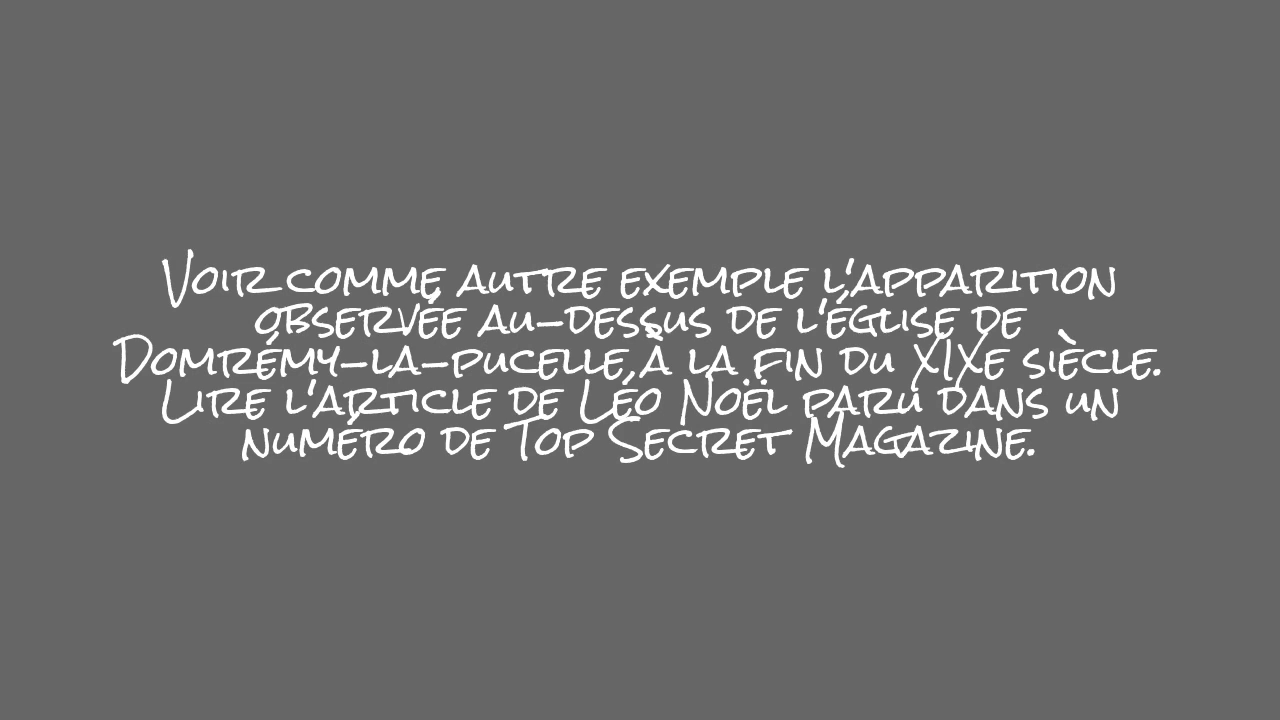 Voir comme autre exemple l'apparition
observée au-dessus de l'église de
Domrémy-la-pucelle, à la fin du XIXe siècle.
Lire l'article de Léo Noël paru dans un
numéro de Top Secret Magazine.